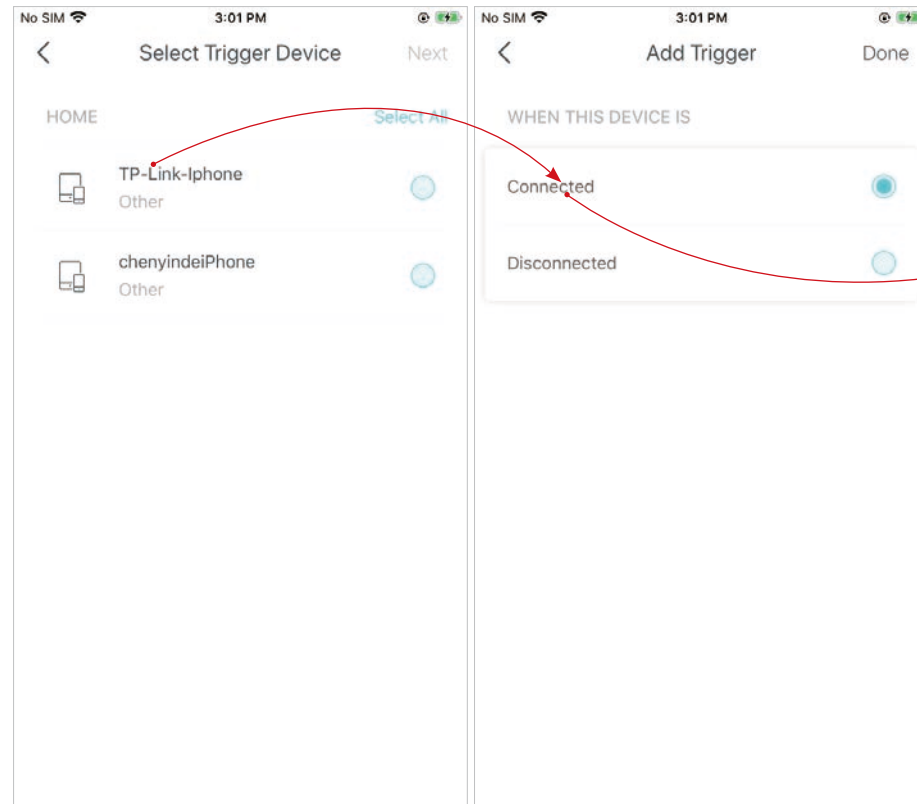 No SIM 3:01 PM
Select Trigger Device Next
HOME Select All
TP-Link-Iphone
Other
chenyindeiPhone
Other
No SIM 3:01 PM
Add Trigger Done
WHEN THIS DEVICE IS
Connected
Disconnected